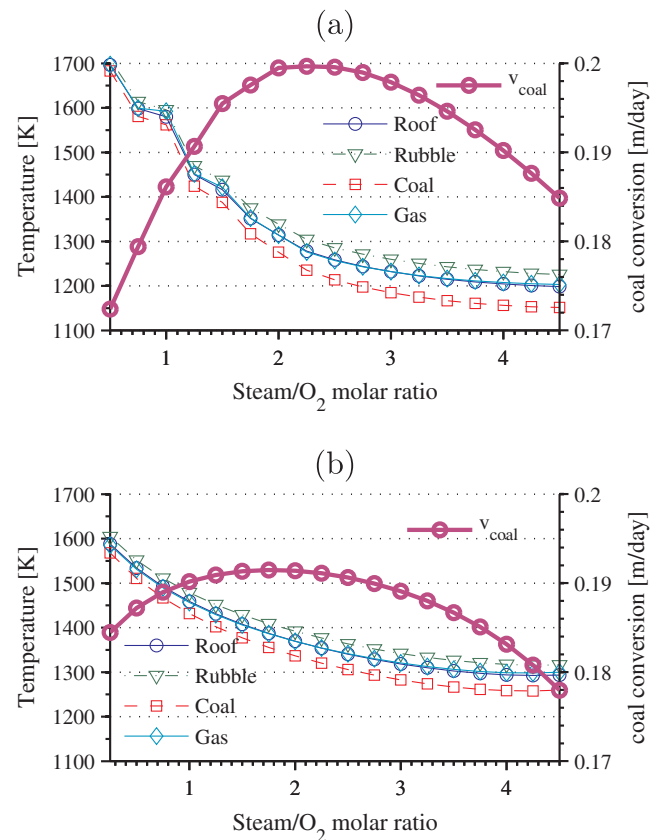 (a)
Temperature [K]
1700
1600
1500
1400
1300
1200
1100
v_coal
Roof
Rubble
Coal
Gas
0.2
0.19
0.18
0.17
coal conversion [m/day]
1 2 3 4
Steam/O2 molar ratio
(b)
Temperature [K]
1700
1600
1500
1400
1300
1200
1100
v_coal
Roof
Rubble
Coal
Gas
0.2
0.19
0.18
0.17
coal conversion [m/day]
1 2 3 4
Steam/O2 molar ratio